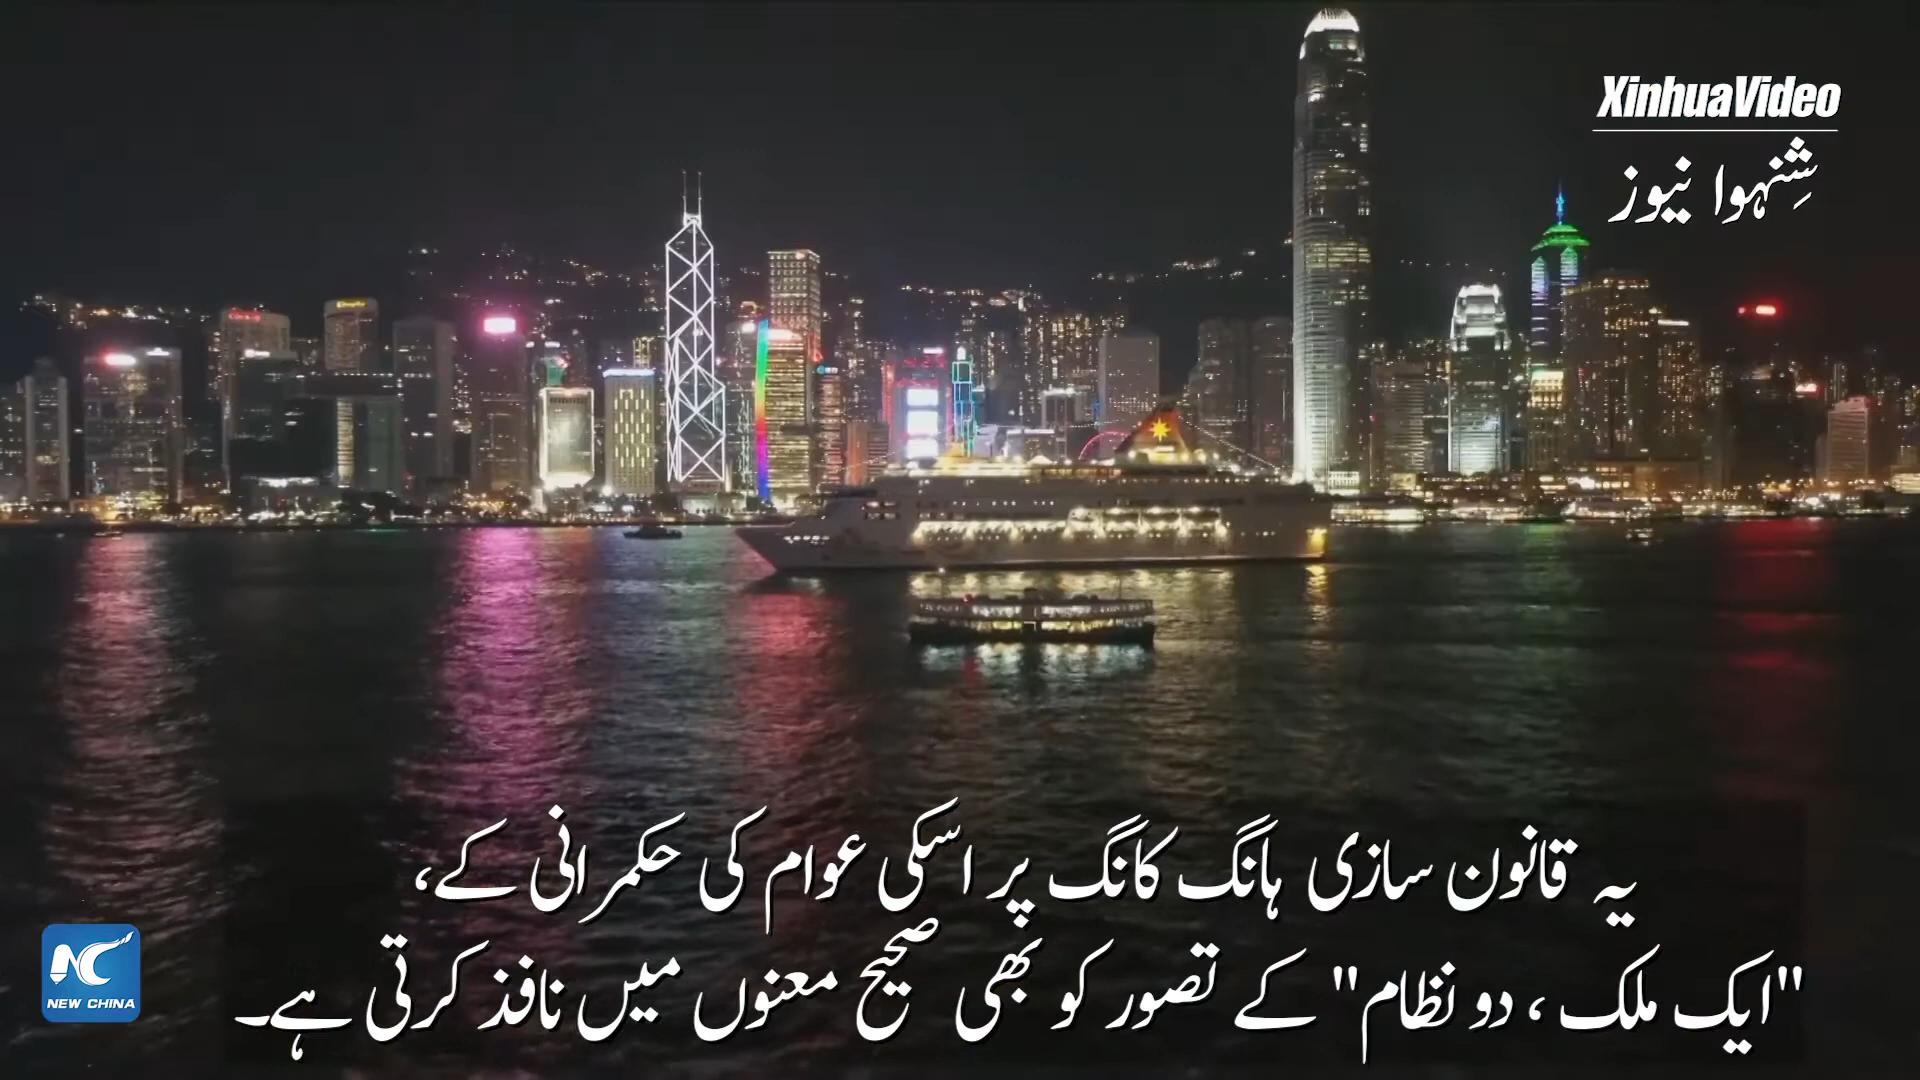 XinhuaVideo
شِنہوا نیوز
یہ قانون سازی ہانگ کانگ پر اسکی عوام کی حکمرانی کے،
"ایک ملک ، دو نظام" کے تصور کو بھی صحیح معنوں میں نافذ کرتی ہے۔
NEW CHINA